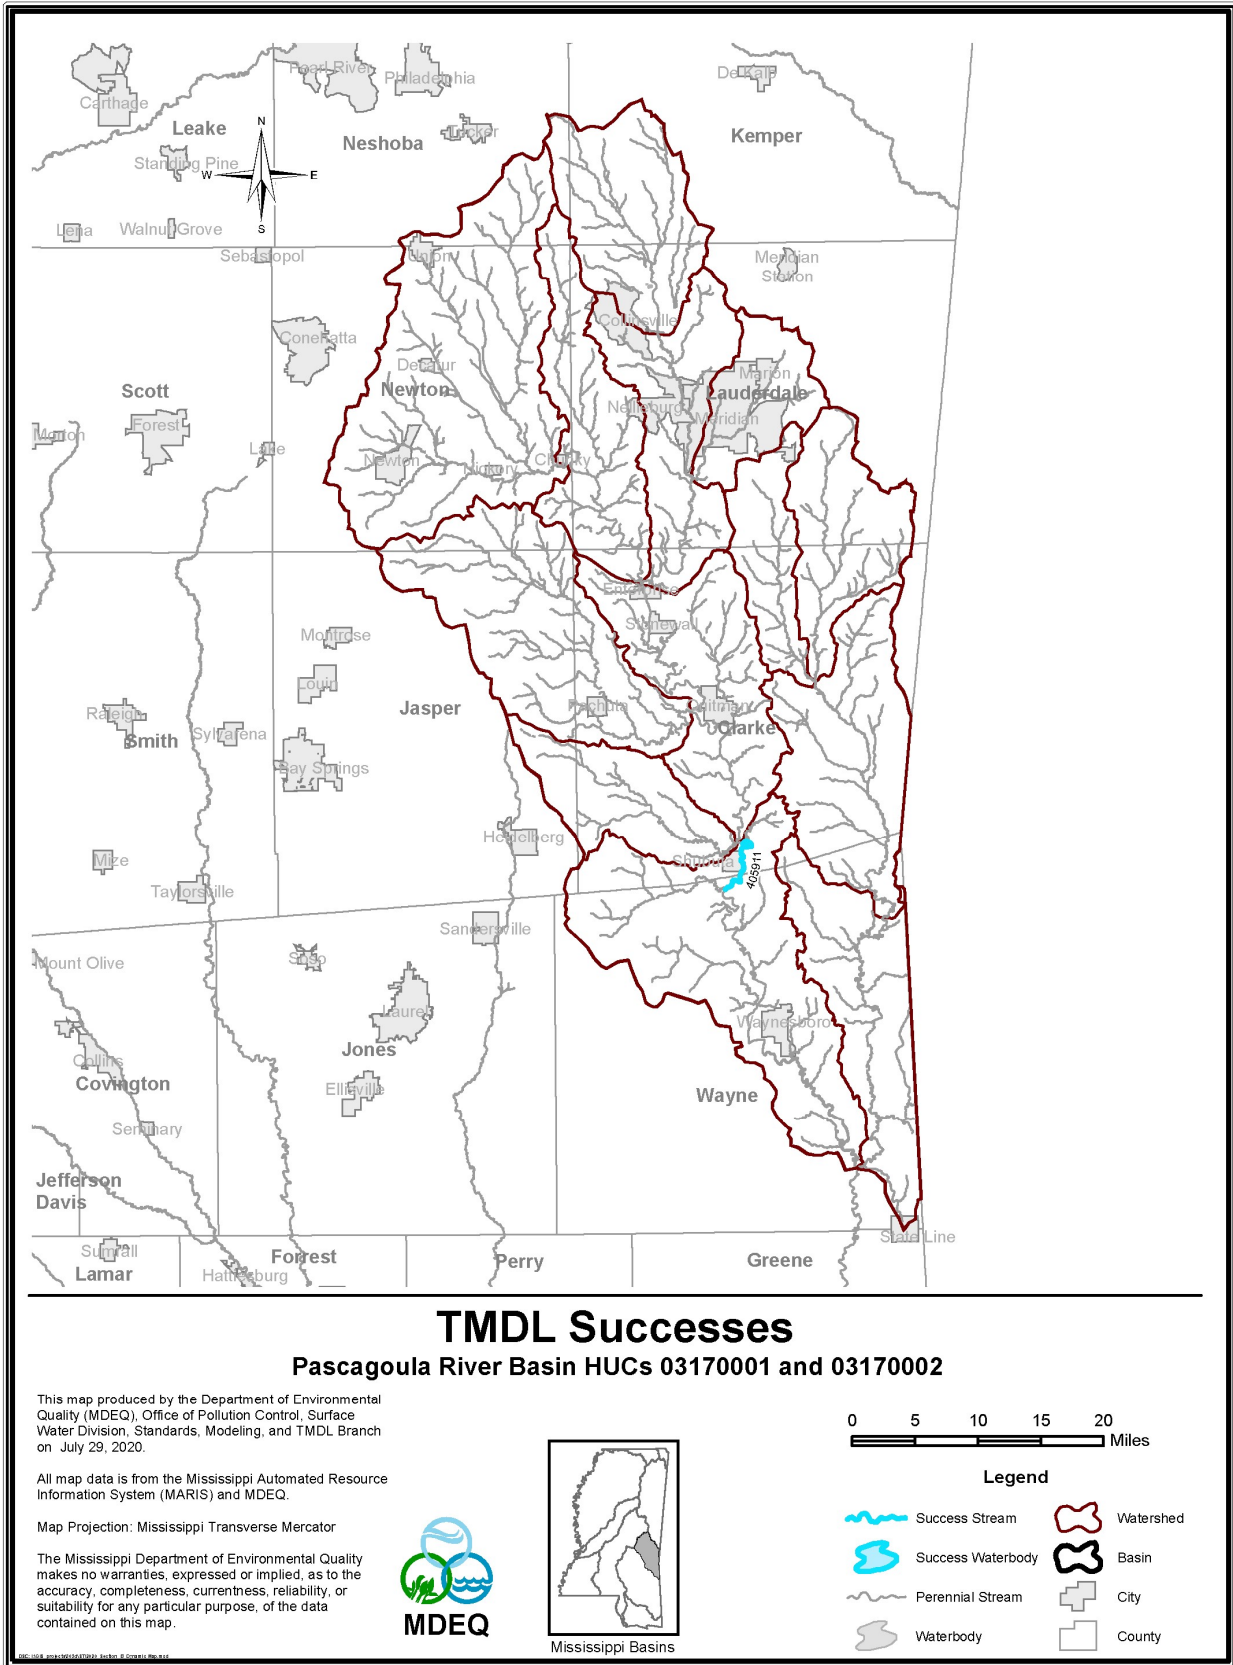 Pearl River
Philadelphia
De Kalb
Carthage
Leake
Tucker
Kemper
Neshoba
N
Standing Pine
W
E
S
Lena
Walnut Grove
Sebastopol
Union
Meridian
Station
Collinsville
Conehatta
Decatur
Marion
Newton
Lauderdale
Scott
Nellieburg
Meridian
Forest
Morton
Lake
Newton
Hickory
Chunky
Enterprise
Stonewall
Montrose
Louin
Pachuta
Quitman
Jasper
Raleigh
Clarke
Smith
Sylvarena
Bay Springs
Heidelberg
Shubuta
405911
Mize
Taylorsville
Sandersville
Mount Olive
Soso
Laurel
Waynesboro
Jones
Collins
Covington
Ellisville
Wayne
Seminary
Jefferson
Davis
State Line
Sumrall
Forrest
Perry
Greene
Lamar
Hattiesburg
TMDL Successes
Pascagoula River Basin HUCs 03170001 and 03170002
This map produced by the Department of Environmental
Quality (MDEQ), Office of Pollution Control, Surface
Water Division, Standards, Modeling, and TMDL Branch
on July 29, 2020.
All map data is from the Mississippi Automated Resource
Information System (MARIS) and MDEQ.
Map Projection: Mississippi Transverse Mercator
The Mississippi Department of Environmental Quality
makes no warranties, expressed or implied, as to the
accuracy, completeness, currentness, reliability, or
suitability for any particular purpose, of the data
contained on this map.
MDEQ
Mississippi Basins
0 5 10 15 20
Miles
Legend
Success Stream
Watershed
Success Waterbody
Basin
Perennial Stream
City
Waterbody
County